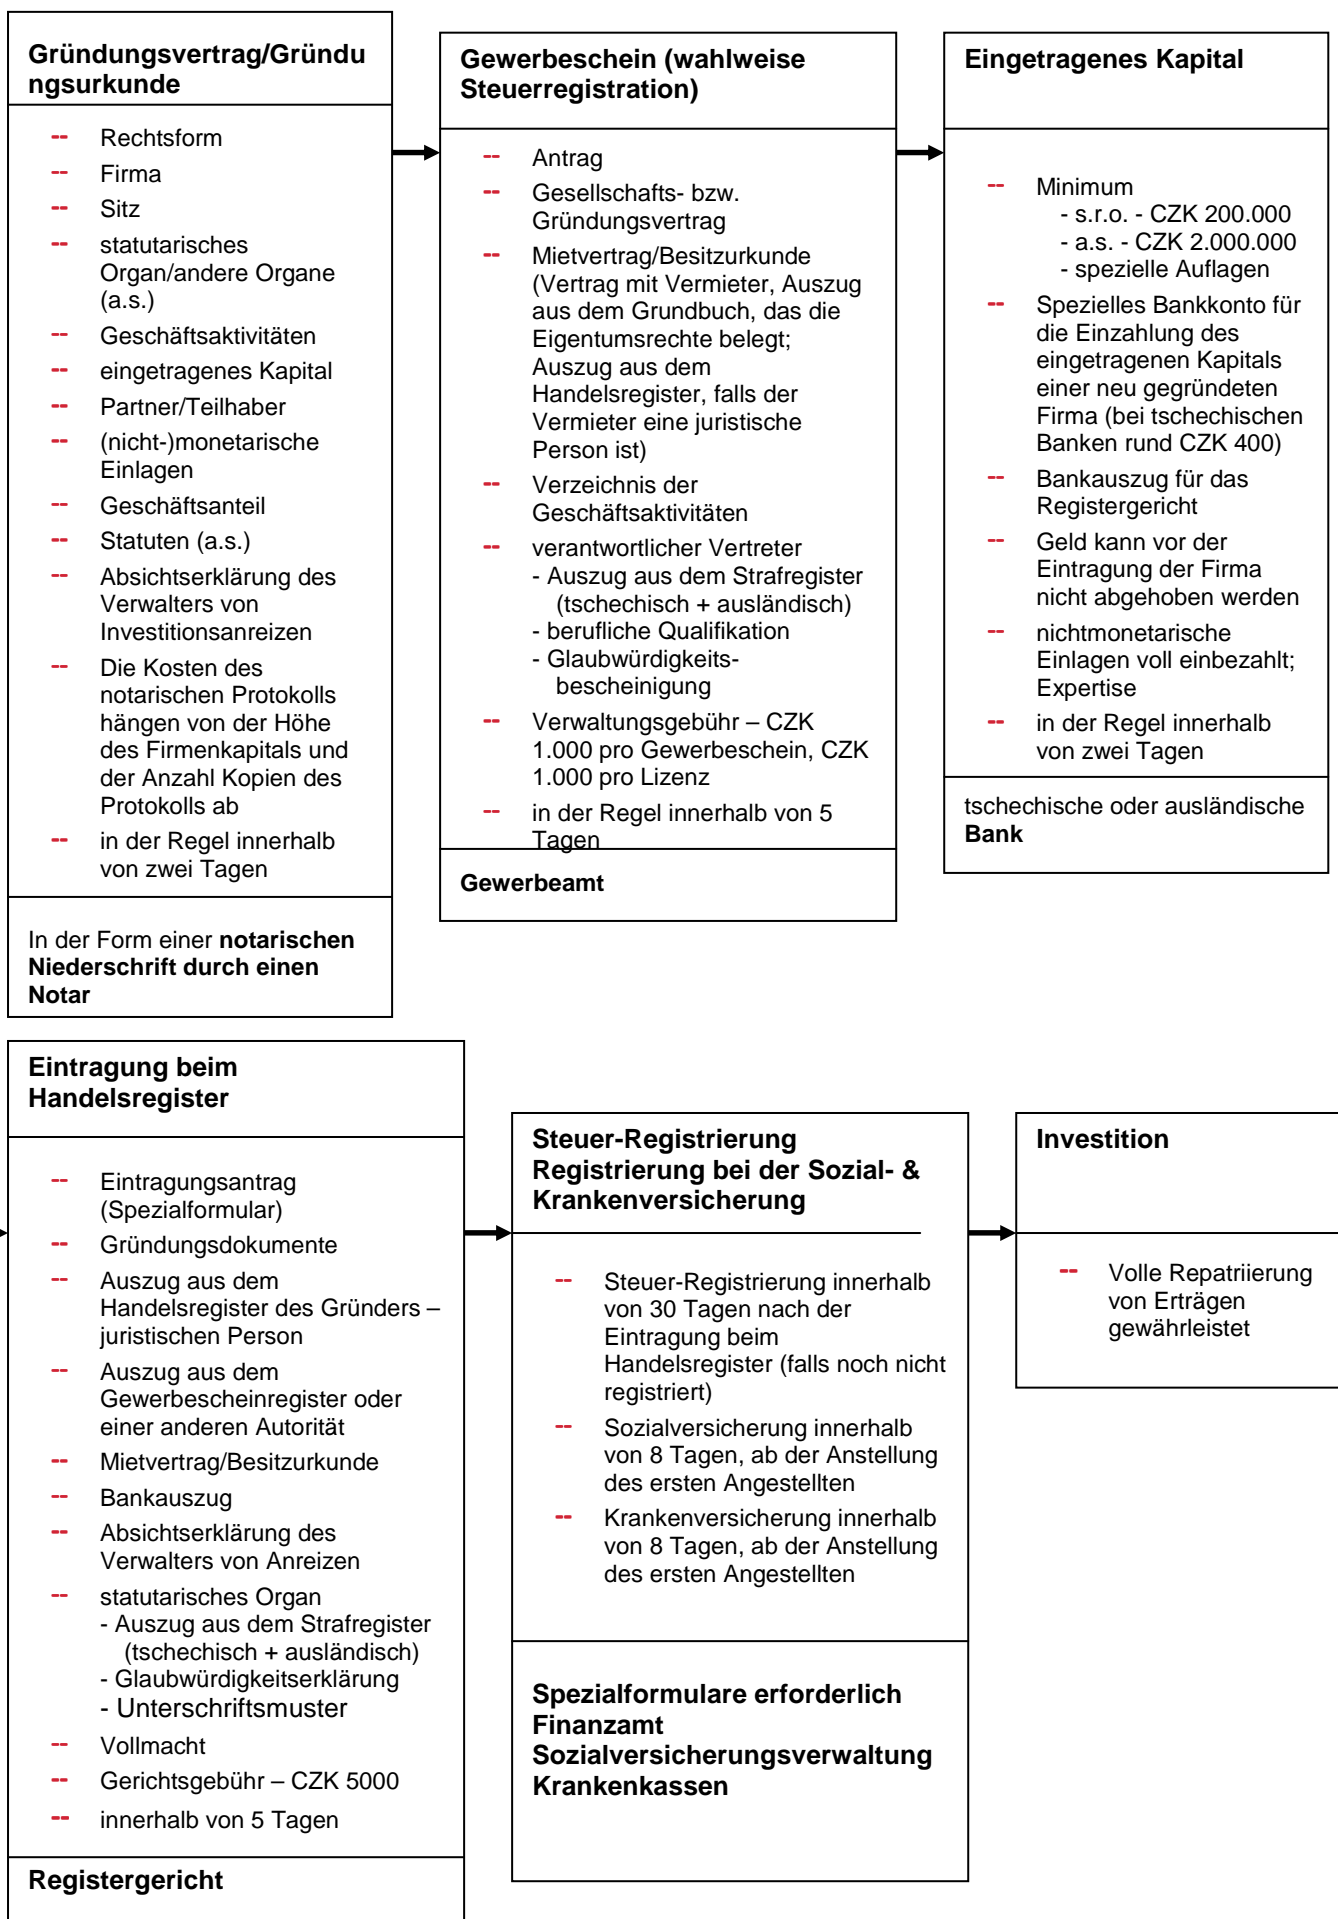 Gründungsvertrag/Gründu
ngsurkunde
-- Rechtsform
-- Firma
-- Sitz
-- statutarisches
Organ/andere Organe
(a.s.)
-- Geschäftsaktivitäten
-- eingetragenes Kapital
-- Partner/Teilhaber
-- (nicht-)monetarische
Einlagen
-- Geschäftsanteil
-- Statuten (a.s.)
-- Absichtserklärung des
Verwalters von
Investitionsanreizen
-- Die Kosten des
notarischen Protokolls
hängen von der Höhe
des Firmenkapitals und
der Anzahl Kopien des
Protokolls ab
-- in der Regel innerhalb
von zwei Tagen
In der Form einer notarischen
Niederschrift durch einen
Notar
Gewerbeschein (wahlweise
Steuerregistration)
-- Antrag
-- Gesellschafts- bzw.
Gründungsvertrag
-- Mietvertrag/Besitzurkunde
(Vertrag mit Vermieter, Auszug
aus dem Grundbuch, das die
Eigentumsrechte belegt;
Auszug aus dem
Handelsregister, falls der
Vermieter eine juristische
Person ist)
-- Verzeichnis der
Geschäftsaktivitäten
-- verantwortlicher Vertreter
- Auszug aus dem Strafregister
(tschechisch + ausländisch)
- berufliche Qualifikation
- Glaubwürdigkeits-
bescheinigung
-- Verwaltungsgebühr – CZK
1.000 pro Gewerbeschein, CZK
1.000 pro Lizenz
-- in der Regel innerhalb von 5
Tagen
Gewerbeamt
Eingetragenes Kapital
-- Minimum
- s.r.o. - CZK 200.000
- a.s. - CZK 2.000.000
- spezielle Auflagen
-- Spezielles Bankkonto für
die Einzahlung des
eingetragenen Kapitals
einer neu gegründeten
Firma (bei tschechischen
Banken rund CZK 400)
-- Bankauszug für das
Registergericht
-- Geld kann vor der
Eintragung der Firma
nicht abgehoben werden
-- nichtmonetarische
Einlagen voll einbezahlt;
Expertise
-- in der Regel innerhalb
von zwei Tagen
tschechische oder ausländische
Bank
Eintragung beim
Handelsregister
-- Eintragungsantrag
(Spezialformular)
-- Gründungsdokumente
-- Auszug aus dem
Handelsregister des Gründers –
juristischen Person
-- Auszug aus dem
Gewerbescheinregister oder
einer anderen Autorität
-- Mietvertrag/Besitzurkunde
-- Bankauszug
-- Absichtserklärung des
Verwalters von Anreizen
-- statutarisches Organ
- Auszug aus dem Strafregister
(tschechisch + ausländisch)
- Glaubwürdigkeitserklärung
- Unterschriftsmuster
-- Vollmacht
-- Gerichtsgebühr – CZK 5000
-- innerhalb von 5 Tagen
Registergericht
Steuer-Registrierung
Registrierung bei der Sozial- &
Krankenversicherung
-- Steuer-Registrierung innerhalb
von 30 Tagen nach der
Eintragung beim
Handelsregister (falls noch nicht
registriert)
-- Sozialversicherung innerhalb
von 8 Tagen, ab der Anstellung
des ersten Angestellten
-- Krankenversicherung innerhalb
von 8 Tagen, ab der Anstellung
des ersten Angestellten
Spezialformulare erforderlich
Finanzamt
Sozialversicherungsverwaltung
Krankenkassen
Investition
-- Volle Repatriierung
von Erträgen
gewährleistet